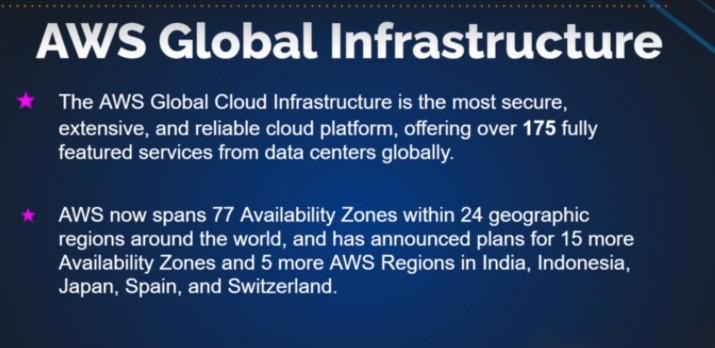 AWS Global Infrastructure
The AWS Global Cloud Infrastructure is the most secure,
extensive, and reliable cloud platform, offering over 175 fully
featured services from data centers globally.
AWS now spans 77 Availability Zones within 24 geographic
regions around the world, and has announced plans for 15 more
Availability Zones and 5 more AWS Regions in India, Indonesia,
Japan, Spain, and Switzerland.